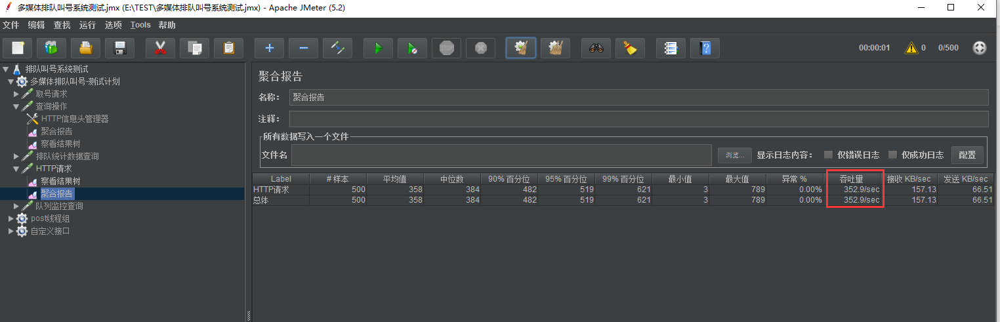 多媒体排队叫号系统测试.jmx (E:\TEST\多媒体排队叫号系统测试.jmx) - Apache JMeter (5.2)
文件 编辑 查找 运行 选项 Tools 帮助
STOP 00:00:01 0 0/500
排队叫号系统测试
多媒体排队叫号-测试计划
取号请求
查询操作
HTTP信息头管理器
聚合报告
察看结果树
排队统计数据查询
HTTP请求
察看结果树
聚合报告
队列监控查询
post线程组
自定义接口
聚合报告
名称： 聚合报告
注释：
所有数据写入一个文件
文件名 浏览... 显示日志内容： 仅错误日志 仅成功日志 配置
Label # 样本 平均值 中位数 90% 百分位 95% 百分位 99% 百分位 最小值 最大值 异常 % 吞吐量 接收 KB/sec 发送 KB/sec
HTTP请求 500 358 384 482 519 621 3 789 0.00% 352.9/sec 157.13 66.51
总体 500 358 384 482 519 621 3 789 0.00% 352.9/sec 157.13 66.51